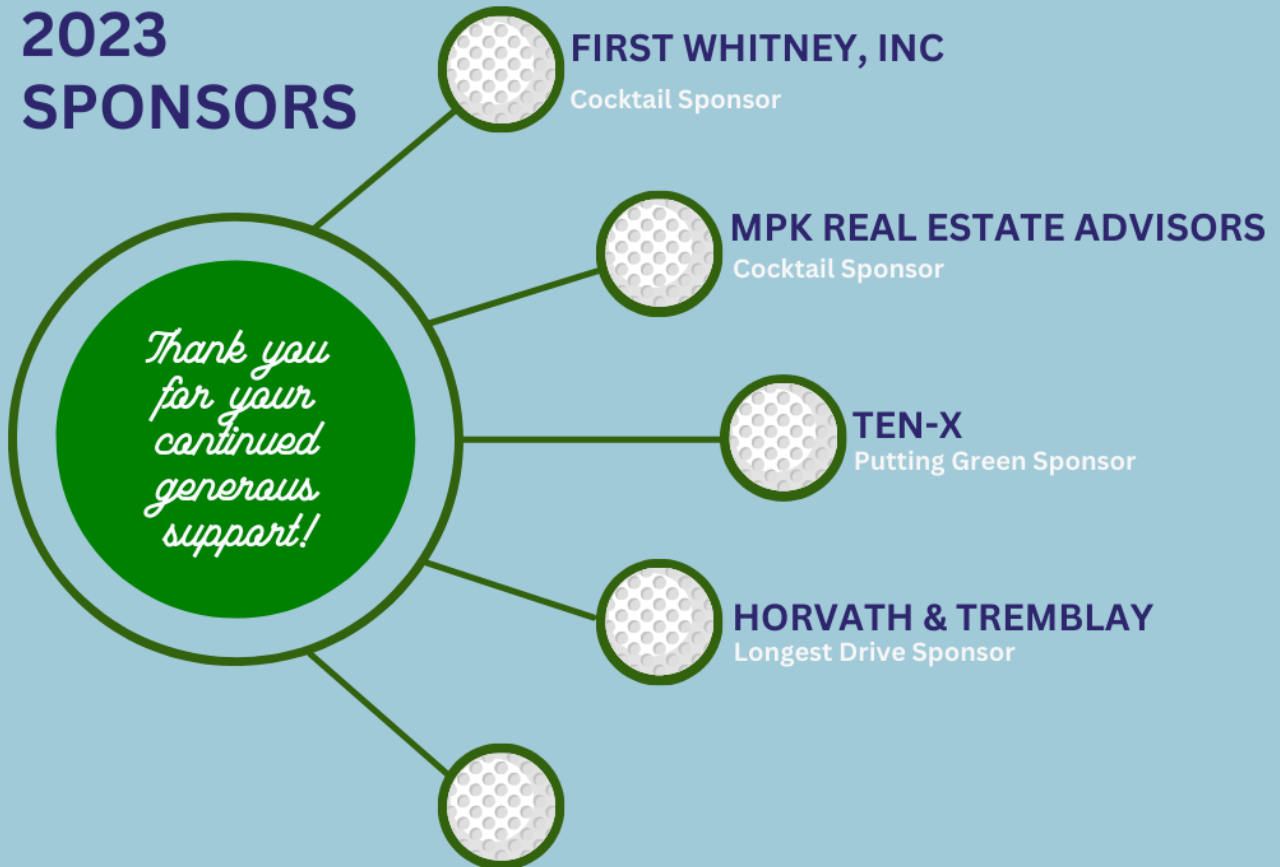 2023
SPONSORS
FIRST WHITNEY, INC
Cocktail Sponsor
MPK REAL ESTATE ADVISORS
Cocktail Sponsor
Thank you
for your
continued
generous
support!
TEN-X
Putting Green Sponsor
HORVATH & TREMBLAY
Longest Drive Sponsor